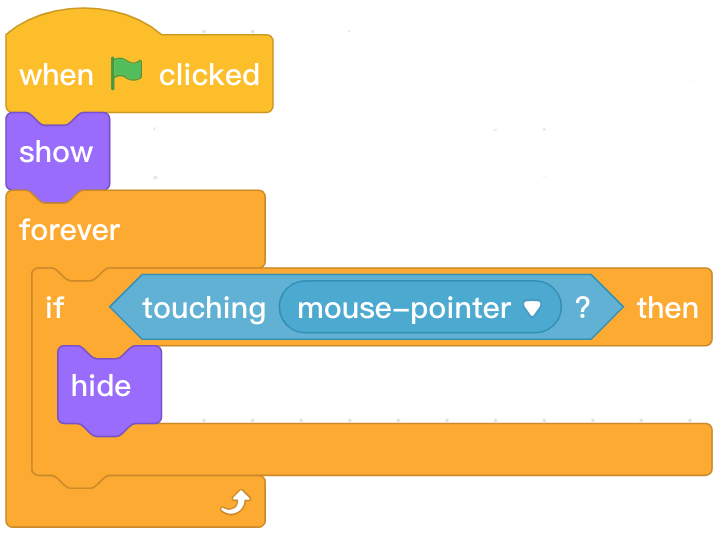 when clicked
show
forever
if touching mouse-pointer ? then
hide